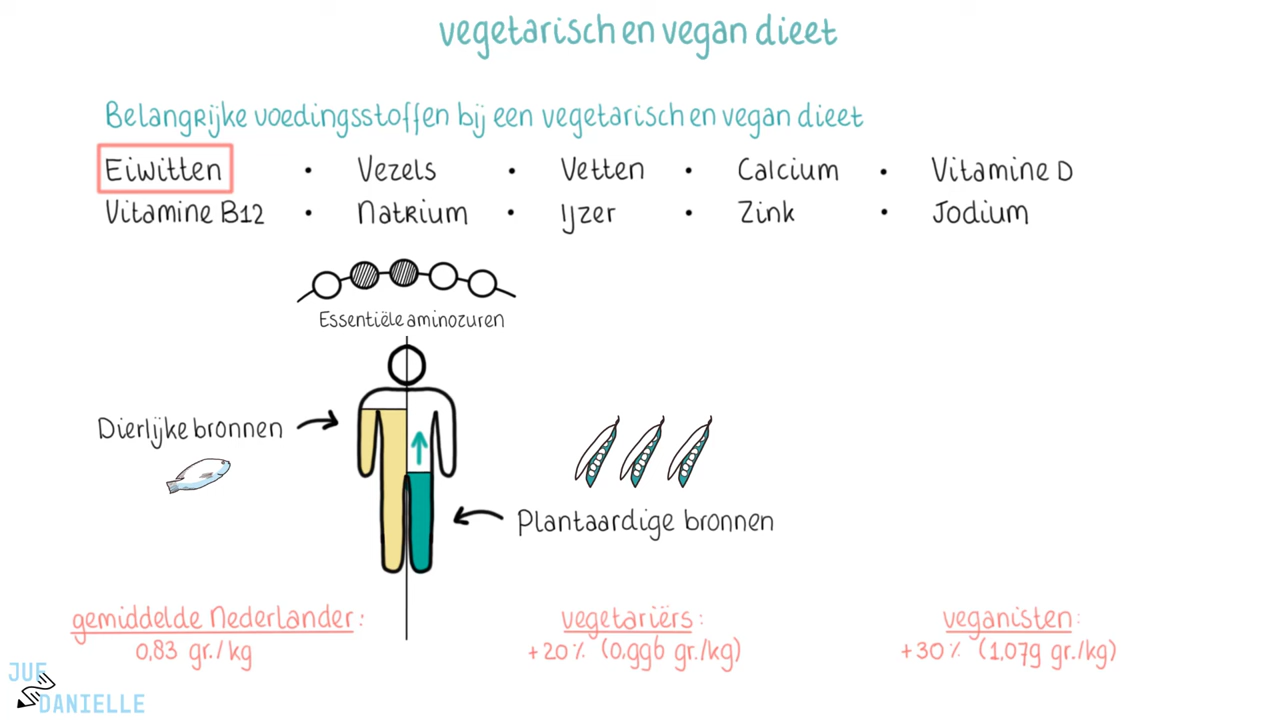 vegetarisch en vegan dieet
Belangrijke voedingsstoffen bij een vegetarisch en vegan dieet
Eiwitten • Vezels • Vetten • Calcium • Vitamine D
Vitamine B12 • Natrium • Ijzer • Zink • Jodium
Essentiële aminozuren
Dierlijke bronnen
Plantaardige bronnen
gemiddelde Nederlander: vegetariërs: veganisten:
0,83 gr./kg +20% (0,996 gr./kg) +30% (1,079 gr./kg)
JUF
DANIELLE